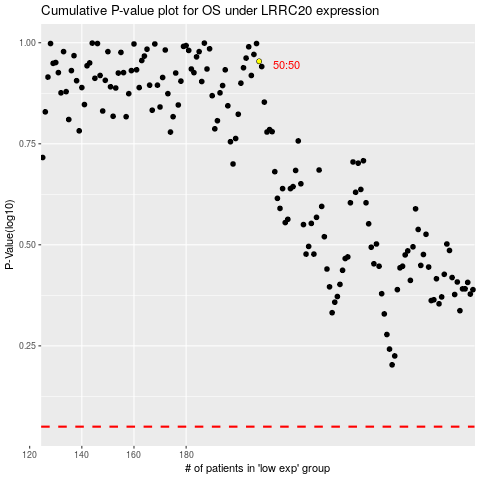 Cumulative P-value plot for OS under LRRC20 expression
1.00
50:50
0.75
0.50
0.25
P-Value(log10)
120 140 160 180
# of patients in 'low exp' group